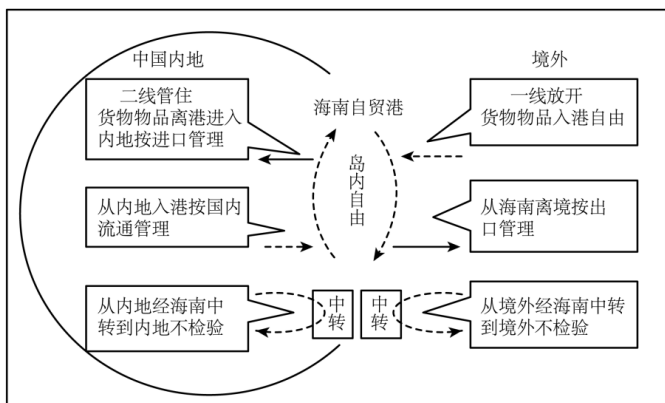 中国内地
境外
二线管住
货物物品离港进入
内地按进口管理
海南自贸港
一线放开
货物物品入港自由
岛内自由
从内地入港按国内
流通管理
从海南离境按出
口管理
从内地经海南中
转到内地不检验
中转
中转
从境外经海南中转
到境外不检验